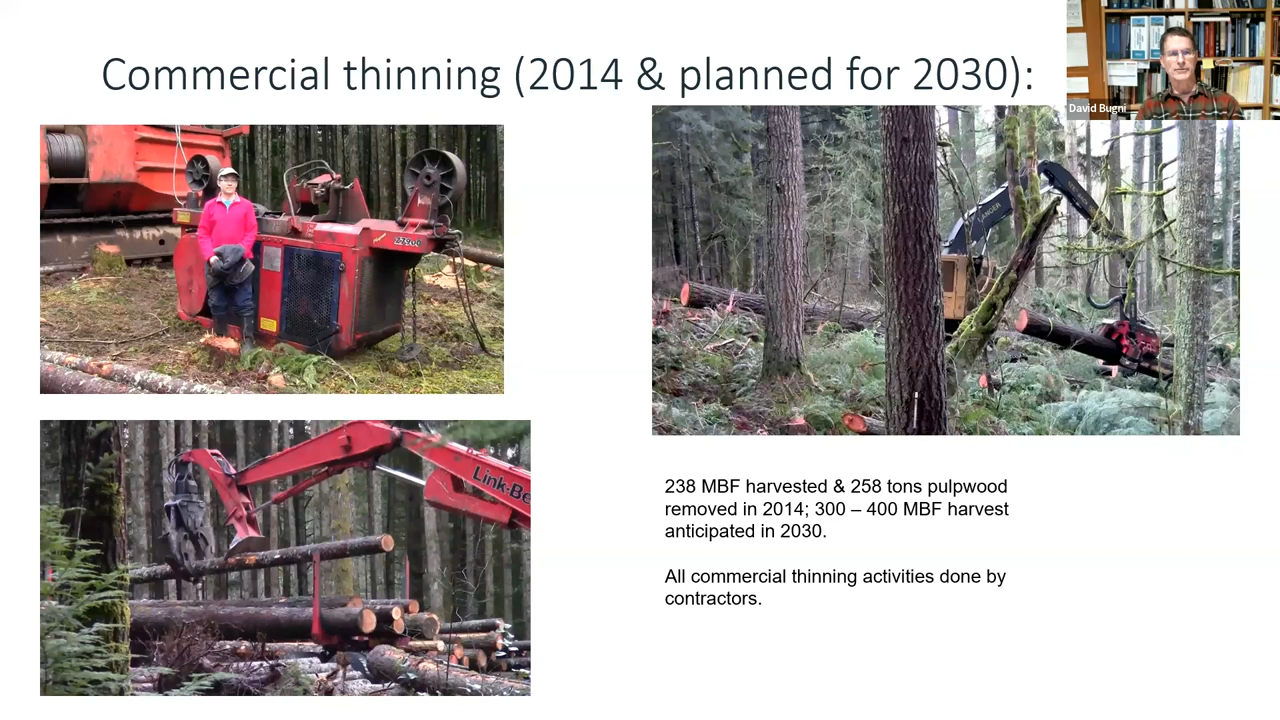 Commercial thinning (2014 & planned for 2030):
David Bugni
Link-Be
238 MBF harvested & 258 tons pulpwood
removed in 2014; 300 – 400 MBF harvest
anticipated in 2030.
All commercial thinning activities done by
contractors.